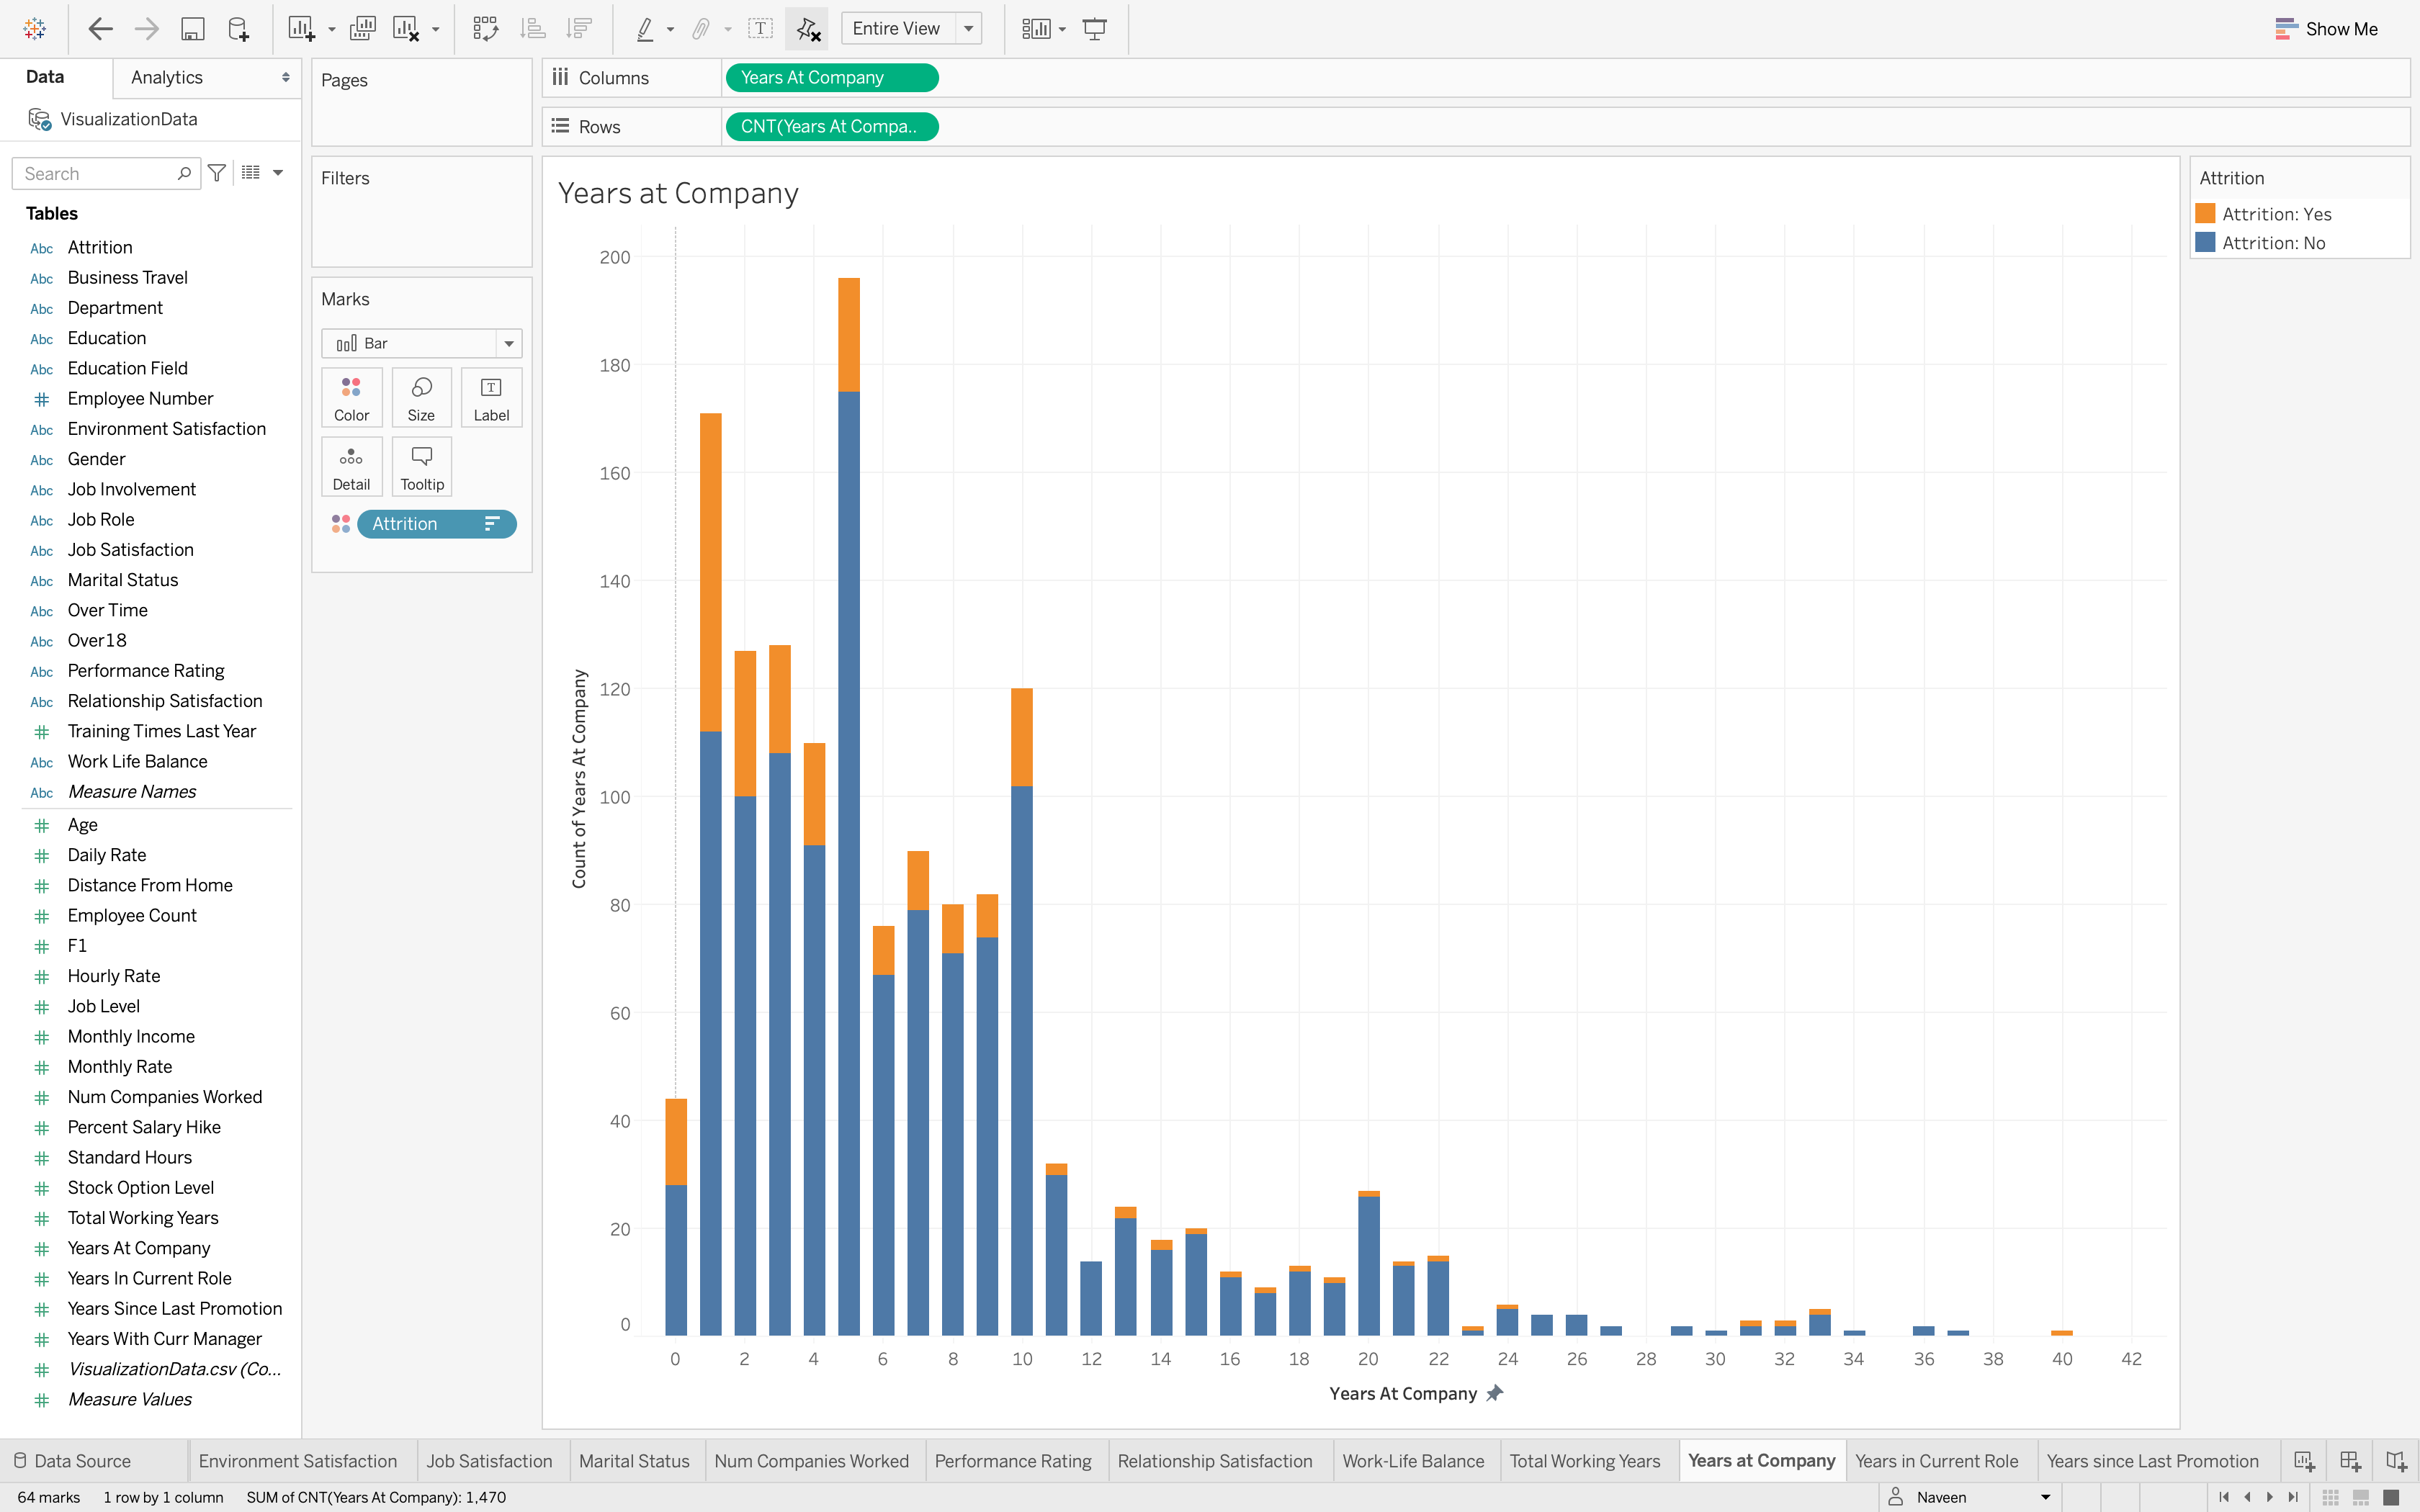 Entire View
Show Me
Data
Analytics
VisualizationData
Search
Tables
Abc Attrition
Abc Business Travel
Abc Department
Abc Education
Abc Education Field
# Employee Number
Abc Environment Satisfaction
Abc Gender
Abc Job Involvement
Abc Job Role
Abc Job Satisfaction
Abc Marital Status
Abc Over Time
Abc Over18
Abc Performance Rating
Abc Relationship Satisfaction
# Training Times Last Year
Abc Work Life Balance
Abc Measure Names
# Age
# Daily Rate
# Distance From Home
# Employee Count
# F1
# Hourly Rate
# Job Level
# Monthly Income
# Monthly Rate
# Num Companies Worked
# Percent Salary Hike
# Standard Hours
# Stock Option Level
# Total Working Years
# Years At Company
# Years In Current Role
# Years Since Last Promotion
# Years With Curr Manager
# VisualizationData.csv (Co...
# Measure Values
Pages
Filters
Marks
Bar
Color
Size
T
Label
Detail
Tooltip
Attrition
Columns
Years At Company
Rows
CNT(Years At Compa..
Years at Company
200
180
160
140
120
100
80
60
40
20
0
Count of Years At Company
0 2 4 6 8 10 12 14 16 18 20 22 24 26 28 30 32 34 36 38 40 42
Years At Company
Attrition
Attrition: Yes
Attrition: No
Data Source
Environment Satisfaction
Job Satisfaction
Marital Status
Num Companies Worked
Performance Rating
Relationship Satisfaction
Work-Life Balance
Total Working Years
Years at Company
Years in Current Role
Years since Last Promotion
64 marks
1 row by 1 column
SUM of CNT(Years At Company): 1,470
Naveen